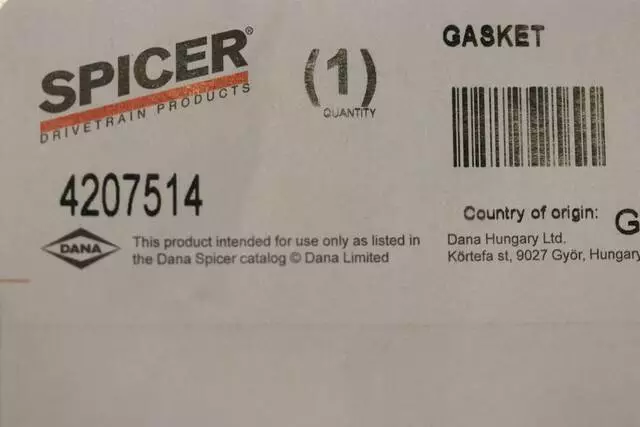 SPICER®
DRIVETRAIN PRODUCTS
(1)
QUANTITY
GASKET
4207514
Country of origin: G
DANA
This product intended for use only as listed in
the Dana Spicer catalog © Dana Limited
Dana Hungary Ltd.
Körtefa st, 9027 Győr, Hungary